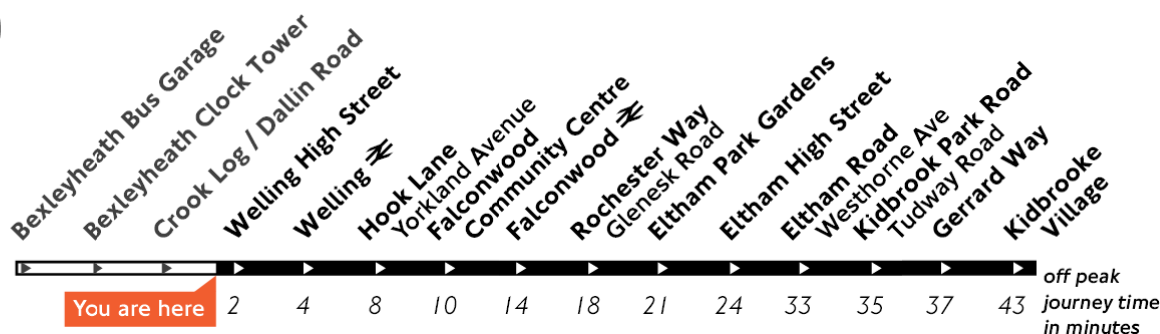 Bexleyheath Bus Garage
Bexleyheath Clock Tower
Crook Log / Dallin Road
Welling High Street
Welling
Hook Lane
Yorkland Avenue
Falconwood
Community Centre
Falconwood
Rochester Way
Glenesk Road
Eltham Park Gardens
Eltham High Street
Eltham Road
Westhorne Ave
Kidbrook Park Road
Tudway Road
Gerrard Way
Kidbrooke
Village
You are here
2 4 8 10 14 18 21 24 33 35 37 43
off peak
journey time
in minutes